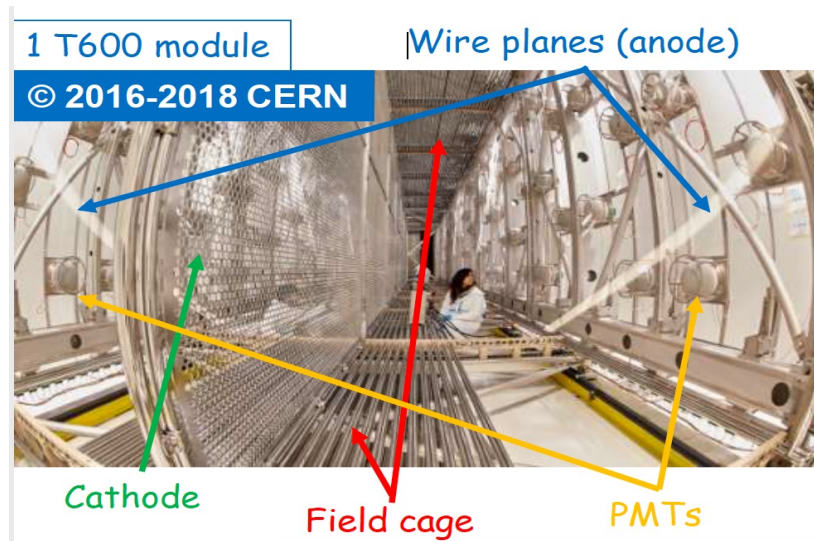 1 T600 module
Wire planes (anode)
© 2016-2018 CERN
Cathode
Field cage
PMTs